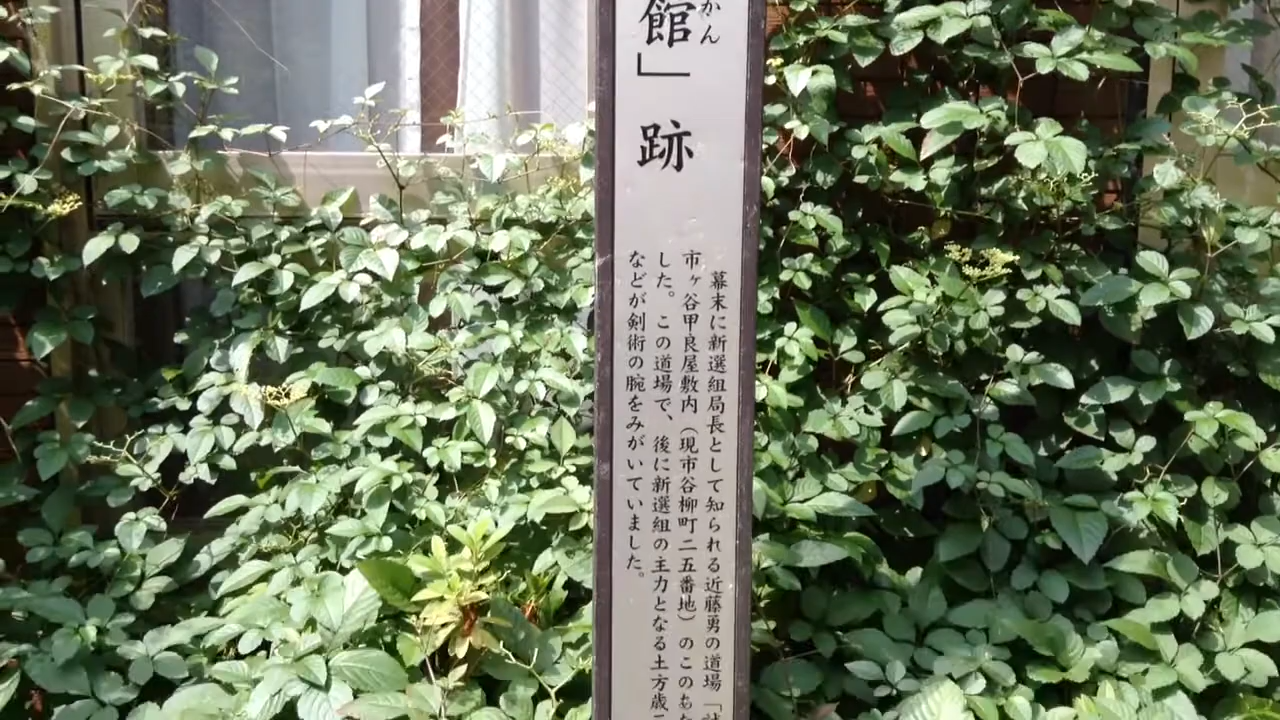 館」跡
かん
幕末に新選組局長として知られる近藤勇の道場「
市ヶ谷甲良屋敷内（現市谷柳町二五番地）のこのあた
した。この道場で、後に新選組の主力となる土方歳
などが剣術の腕をみがいていました。